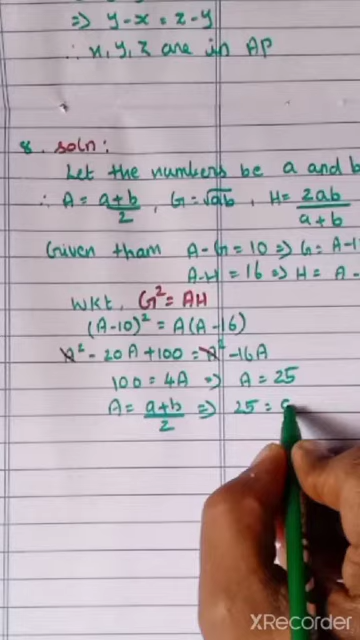 ⇒ y-x = z-y
∴ x, y, z are in AP
8. Soln:
Let the numbers be a and b
∴ A = a+b/2 , G = √ab , H = 2ab/a+b
Given tham A-G = 10 ⇒ G = A-1
A-H = 16 ⇒ H = A-
WKT, G² = AH
(A-10)² = A(A-16)
A² - 20A + 100 = A² - 16A
100 = 4A ⇒ A = 25
A = a+b/2 ⇒ 25 =
XRecorder